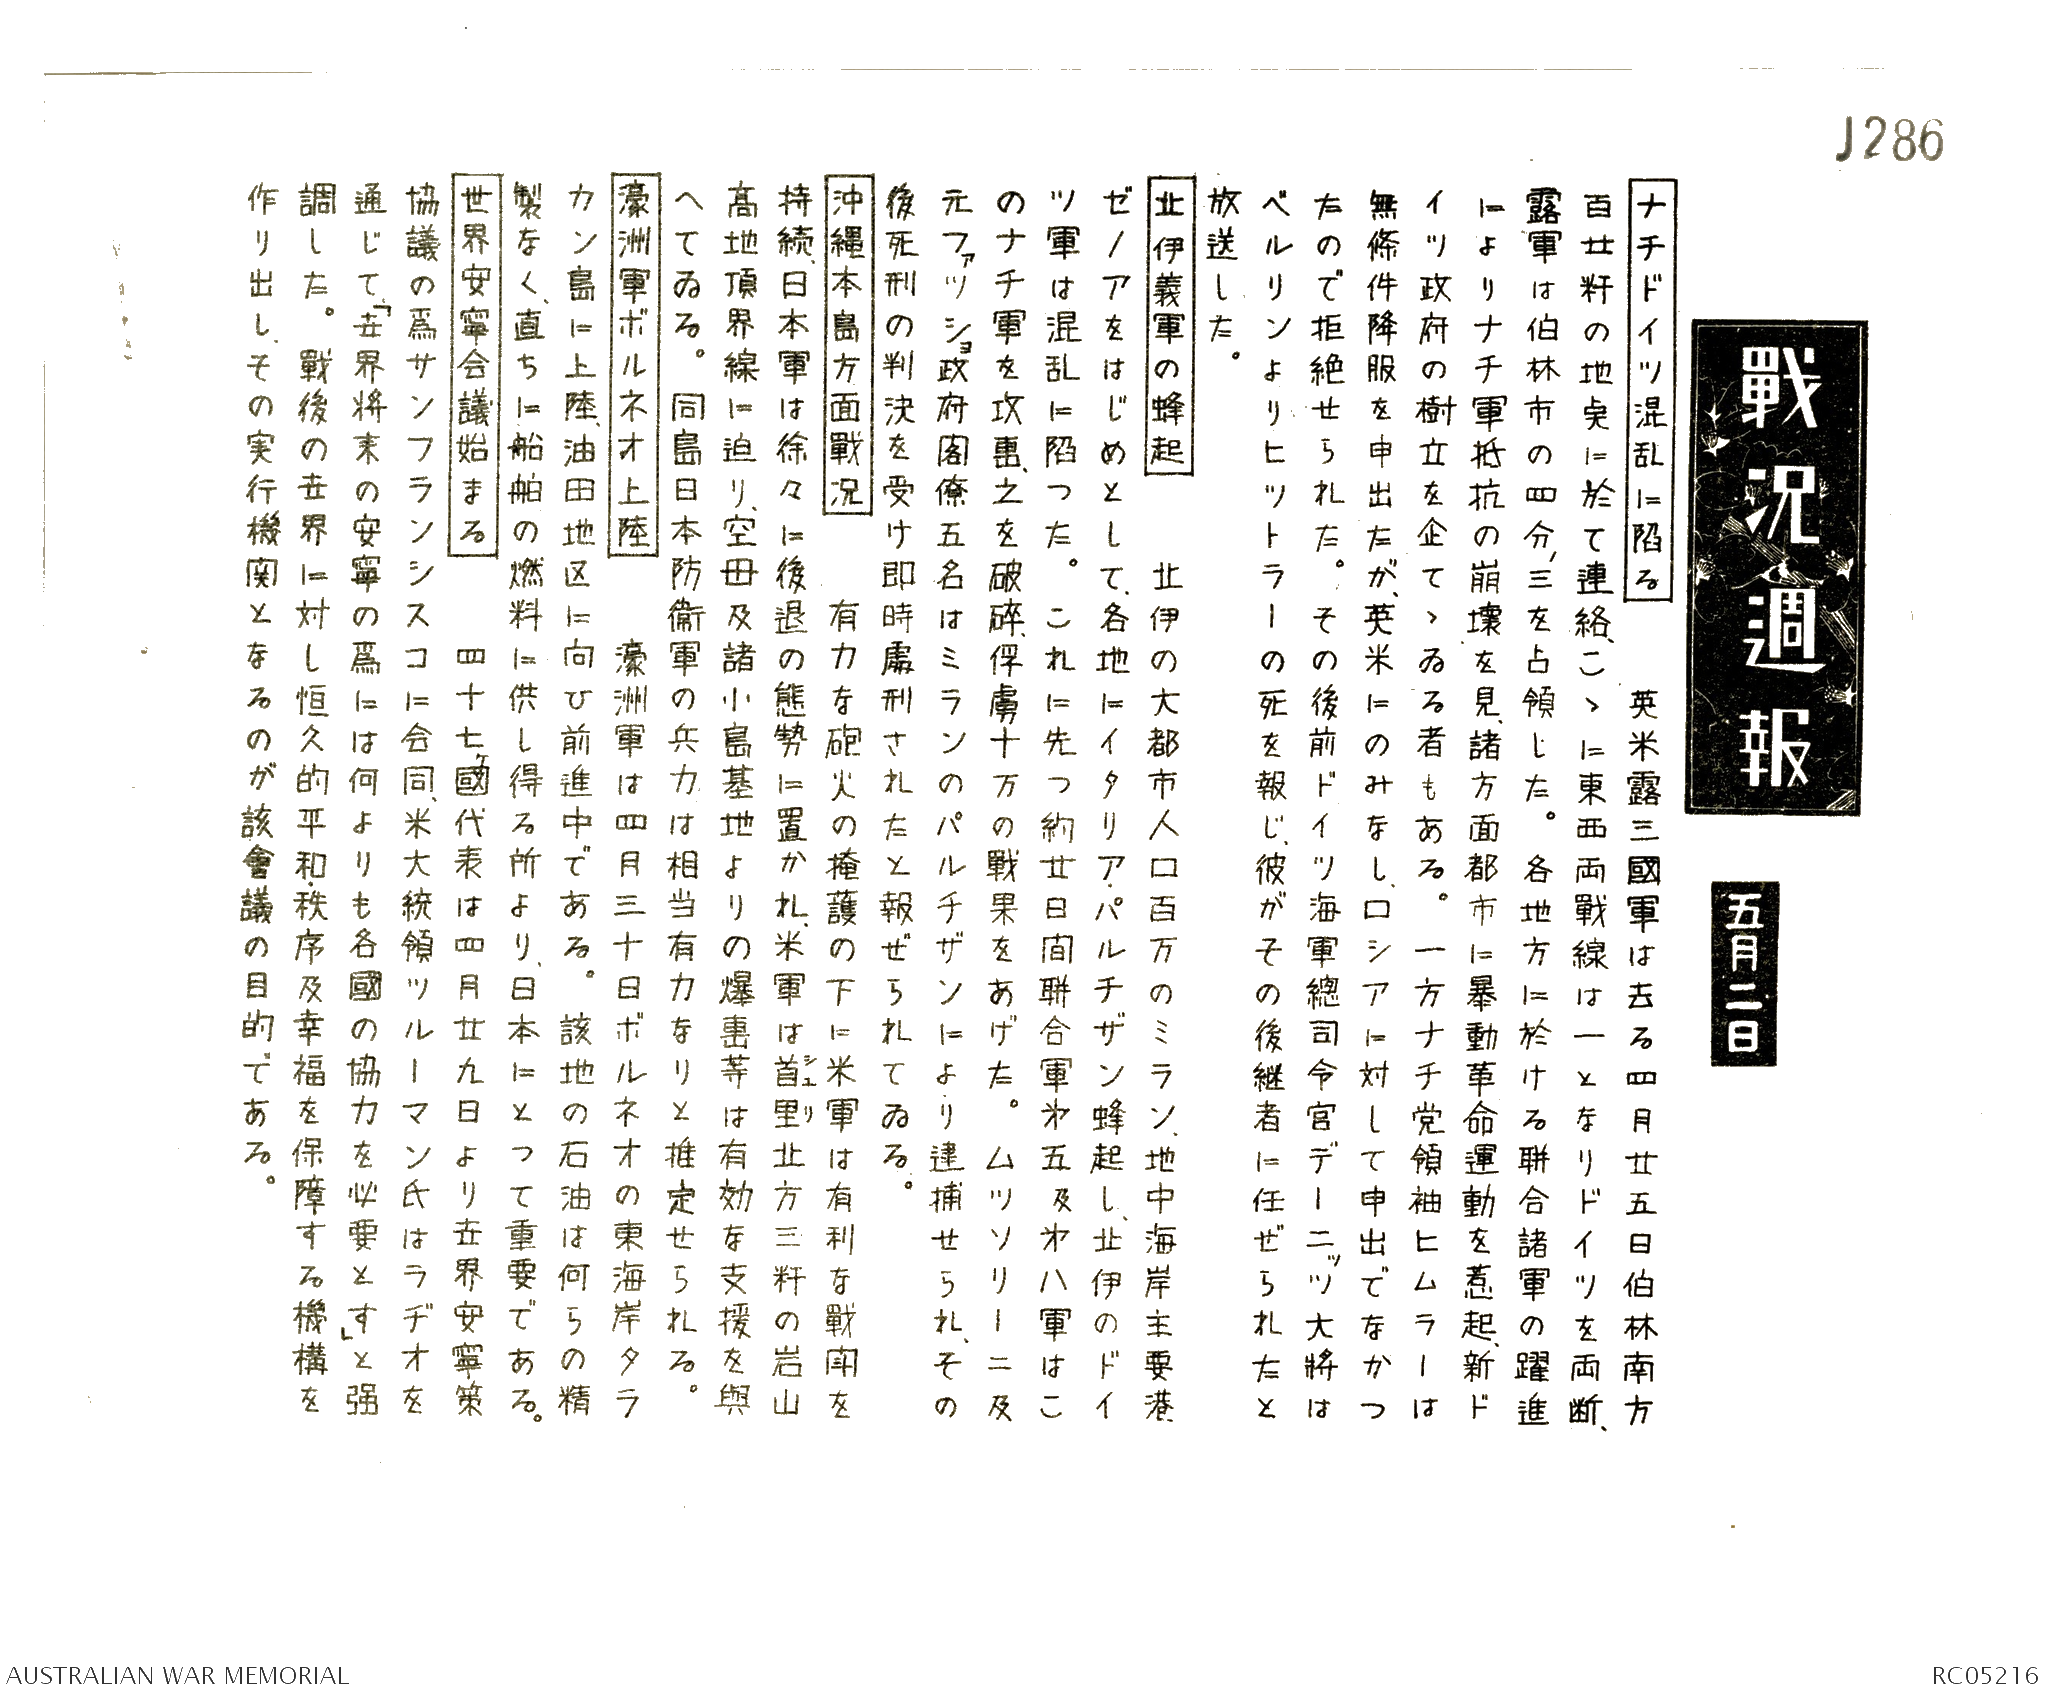 J286
戰況週報
五月二日
ナチドイツ混乱に陷る　英米露三國軍は去る四月廿五日伯林南方
百廿粁の地点に於て連絡、こゝに東西両戰線は一となりドイツを両断、
露軍は伯林市の四分ノ三を占領した。各地方に於ける聯合諸軍の躍進
によりナチ軍抵抗の崩壞を見、諸方面都市に暴動革命運動を惹起、新ド
イツ政府の樹立を企てゝゐる者もある。一方ナチ党領袖ヒムラーは
無條件降服を申出たが、英米にのみなし、ロシアに対して申出でなかつ
たので拒絶せられた。その後前ドイツ海軍總司令官デーニッツ大將は
ベルリンよりヒットラーの死を報じ、彼がその後継者に任ぜられたと
放送した。
北伊義軍の蜂起　北伊の大都市人口百万のミラン、地中海岸主要港
ゼノアをはじめとして、各地にイタリア・パルチザン蜂起し、北伊のドイ
ツ軍は混乱に陷つた。これに先つ約廿日間聯合軍㐧五及㐧八軍はこ
のナチ軍を攻擊、之を破碎、俘虜十万の戰果をあげた。ムツソリーニ及
元ファッショ政府閣僚五名はミランのパルチザンにより逮捕せられ、その
後死刑の判決を受け即時處刑されたと報ぜられてゐる。
沖縄本島方面戰況　有力な砲火の掩護の下に米軍は有利な戰闘を
持続、日本軍は徐々に後退の態勢に置かれ、米軍は首里シュリ北方三粁の岩山
高地頂界線に迫り、空母及諸小島基地よりの爆擊等は有効な支援を與
へてゐる。同島日本防衞軍の兵力は相当有力なりと推定せられる。
濠洲軍ボルネオ上陸　濠洲軍は四月三十日ボルネオの東海岸タラ
カン島に上陸、油田地区に向ひ前進中である。該地の石油は何らの精
製なく、直ちに船舶の燃料に供し得る所より、日本にとつて重要である。
世界安寧会議始まる　四十七ヶ國代表は四月廿九日より世界安寧策
協議の爲サンフランシスコに会同、米大統領ツルーマン氏はラヂオを
通じて、「世界將来の安寧の爲には何よりも各國の協力を必要とす」と强
調した。戰後の世界に対し恒久的平和、秩序及幸福を保障する機構を
作り出し、その実行機関となるのが該會議の目的である。
AUSTRALIAN WAR MEMORIAL
RC05216